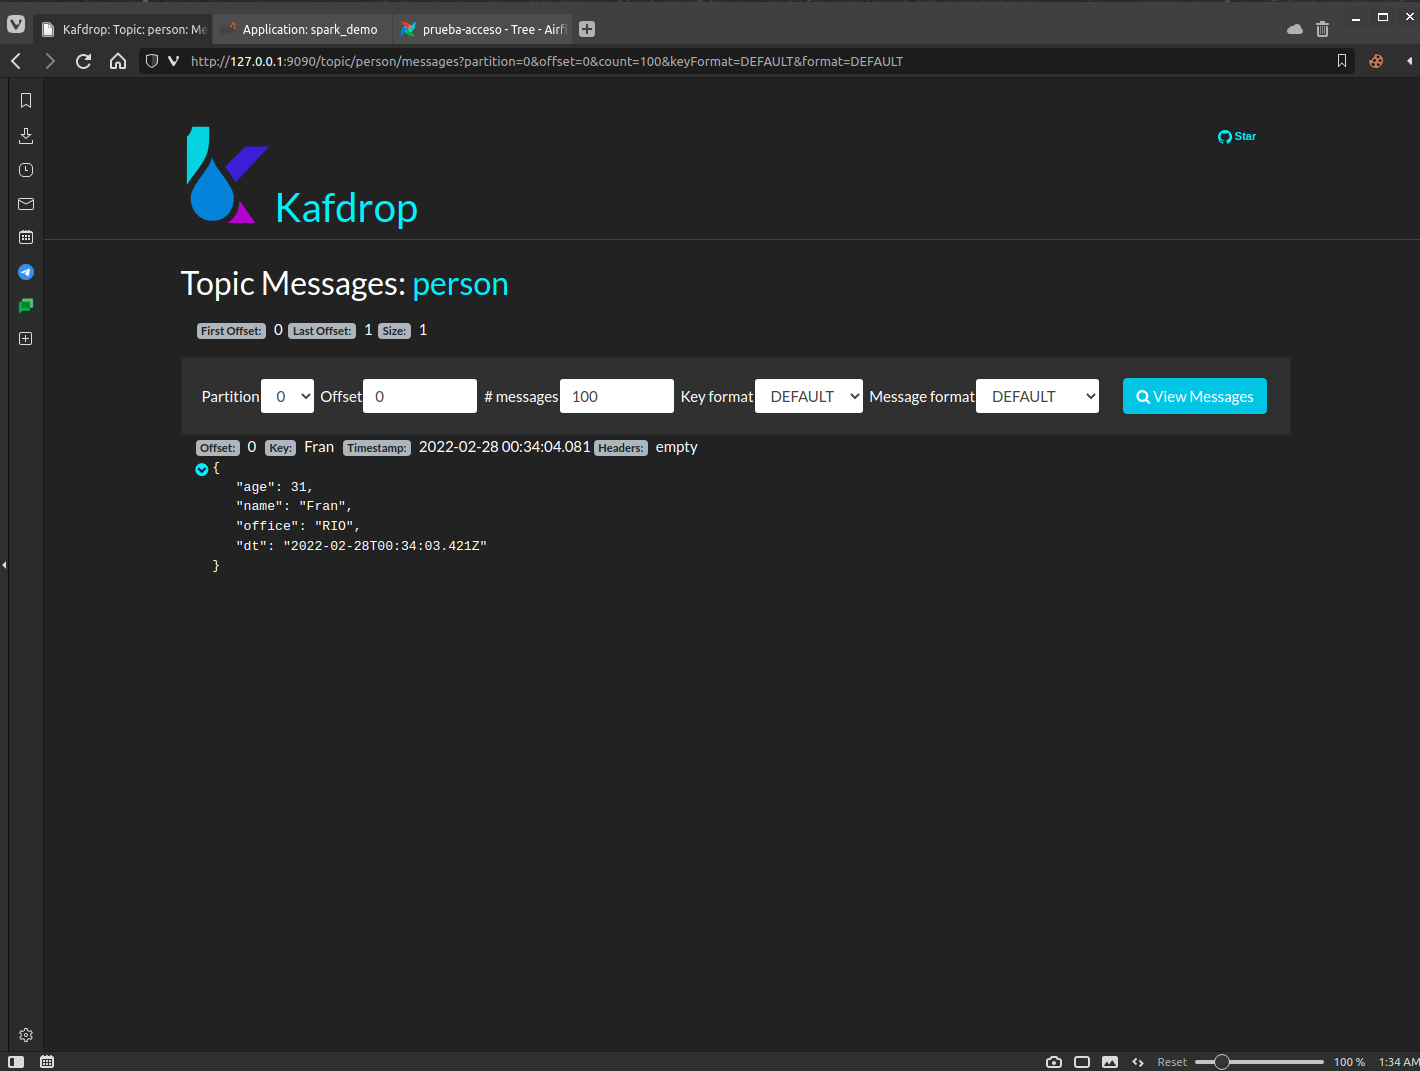 Kafdrop: Topic: person: Me
Application: spark_demo
prueba-acceso - Tree - Airfl
http://127.0.0.1:9090/topic/person/messages?partition=0&offset=0&count=100&keyFormat=DEFAULT&format=DEFAULT
Star
Kafdrop
Topic Messages: person
First Offset: 0 Last Offset: 1 Size: 1
Partition 0 Offset 0 # messages 100 Key format DEFAULT Message format DEFAULT View Messages
Offset: 0 Key: Fran Timestamp: 2022-02-28 00:34:04.081 Headers: empty
{
"age": 31,
"name": "Fran",
"office": "RIO",
"dt": "2022-02-28T00:34:03.421Z"
}
Reset 100 % 1:34 AM